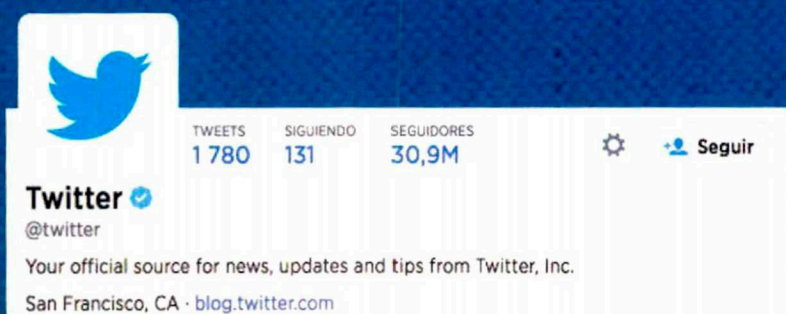 TWEETS SIGUIENDO SEGUIDORES
1 780 131 30,9M Seguir
Twitter
@twitter
Your official source for news, updates and tips from Twitter, Inc.
San Francisco, CA · blog.twitter.com